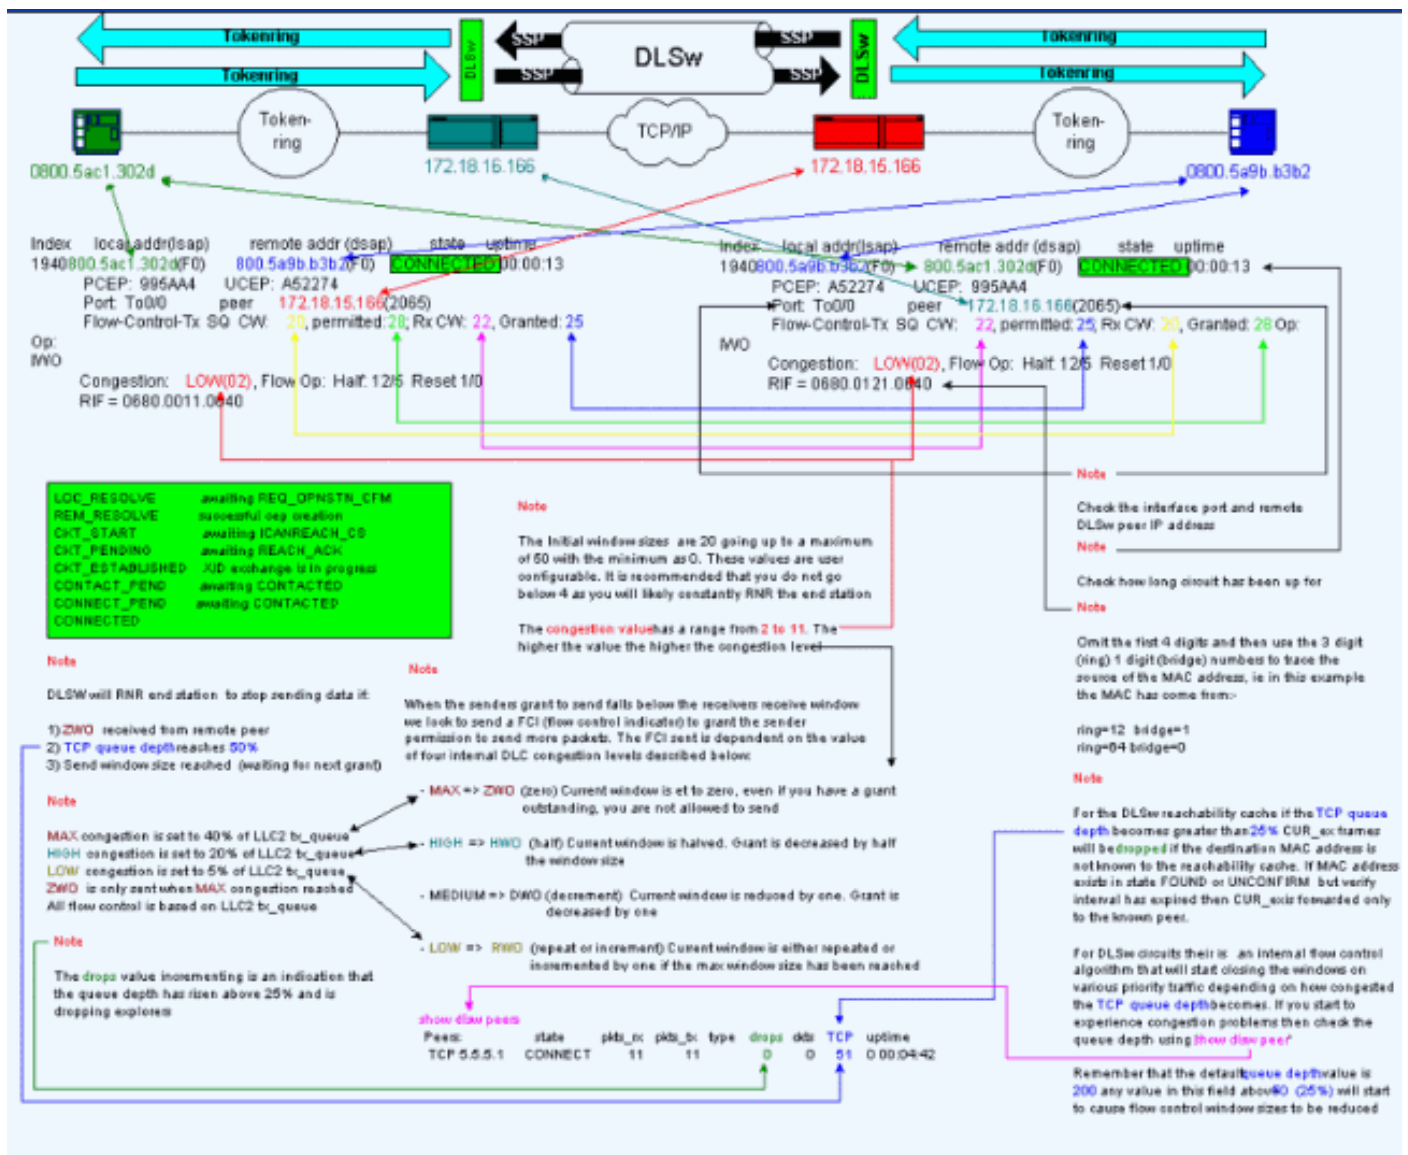 Tokenring
SSP
DLSw
SSP
Tokenring
Tokenring
SSP
SSP
Tokenring
DLSw
DLSw
Token-
ring
TCP/IP
Token-
ring
0800.5ac1.302d
172.18.16.166
172.18.15.166
0800.5a9b.b3b2
Index local addr(lsap) remote addr (dsap) state uptime
1940800.5ac1.302d(F0) 800.5a9b.b3b2(F0) CONNECTED 00:00:13
PCEP: 995AA4 UCEP: A52274
Port: To0/0 peer 172.18.15.166(2065)
Flow-Control-Tx SQ CW: 20, permitted:28; Rx CW: 22, Granted:25
Op:
IWO
Congestion: LOW(02), Flow Op: Half: 12/5 Reset 1/0
RIF = 0680.0011.0640
Index local addr(lsap) remote addr (dsap) state uptime
1940800.5a9b.b3b2(F0) 800.5ac1.302d(F0) CONNECTED 00:00:13
PCEP: A52274 UCEP: 995AA4
Port: To0/0 peer 172.18.16.166(2065)
Flow-Control-Tx SQ CW: 22, permitted:25; Rx CW: 20, Granted:28 Op:
IWO
Congestion: LOW(02), Flow Op: Half: 12/5 Reset 1/0
RIF = 0680.0121.0640
LOC_RESOLVE awaiting REQ_OPNSTN_CFM
REM_RESOLVE successful cep creation
CKT_START awaiting ICANREACH_CS
CKT_PENDING awaiting REACH_ACK
CKT_ESTABLISHED XID exchange is in progress
CONTACT_PEND awaiting CONTACTED
CONNECT_PEND awaiting CONTACTED
CONNECTED
Note
The Initial window sizes are 20 going up to a maximum
of 50 with the minimum as 0. These values are user
configurable. It is recommended that you do not go
below 4 as you will likely constantly RNR the end station
The congestion value has a range from 2 to 11. The
higher the value the higher the congestion level
Note
Check the interface port and remote
DLSw peer IP address
Note
Check how long circuit has been up for
Note
Omit the first 4 digits and then use the 3 digit
(ring) 1 digit (bridge) numbers to trace the
source of the MAC address, ie in this example
the MAC has come from:-
ring=12 bridge=1
ring=64 bridge=0
Note
DLSW will RNR end station to stop sending data if:
1) ZWO received from remote peer
2) TCP queue depth reaches 50%
3) Send window size reached (waiting for next grant)
Note
MAX congestion is set to 40% of LLC2 tx_queue
HIGH congestion is set to 20% of LLC2 tx_queue
LOW congestion is set to 5% of LLC2 tx_queue
ZWO is only sent when MAX congestion reached
All flow control is based on LLC2 tx_queue
Note
The drops value incrementing is an indication that
the queue depth has risen above 25% and is
dropping explorers
Note
When the senders grant to send falls below the receivers receive window
we look to send a FCI (flow control indicator) to grant the sender
permission to send more packets. The FCI sent is dependent on the value
of four internal DLC congestion levels described below:
- MAX => ZWO (zero) Current window is et to zero, even if you have a grant
outstanding, you are not allowed to send
- HIGH => HWO (half) Current window is halved. Grant is decreased by half
the window size
- MEDIUM => DWO (decrement) Current window is reduced by one. Grant is
decreased by one
- LOW => RWO (repeat or increment) Current window is either repeated or
incremented by one if the max window size has been reached
show dlsw peers
Peers: state pkts_rx pkts_tx type drops ckts TCP uptime
TCP 5.5.5.1 CONNECT 11 11 0 0 51 0 00:04:42
Note
For the DLSw reachability cache if the TCP queue
depth becomes greater than 25% CUR_ex frames
will be dropped if the destination MAC address is
not known to the reachability cache. If MAC address
exists in state FOUND or UNCONFIRM but verify
interval has expired then CUR_ex is forwarded only
to the known peer.
For DLSw circuits their is an internal flow control
algorithm that will start closing the windows on
various priority traffic depending on how congested
the TCP queue depth becomes. If you start to
experience congestion problems then check the
queue depth using "show dlsw peer"
Remember that the default queue depth value is
200 any value in this field above 50 (25%) will start
to cause flow control window sizes to be reduced